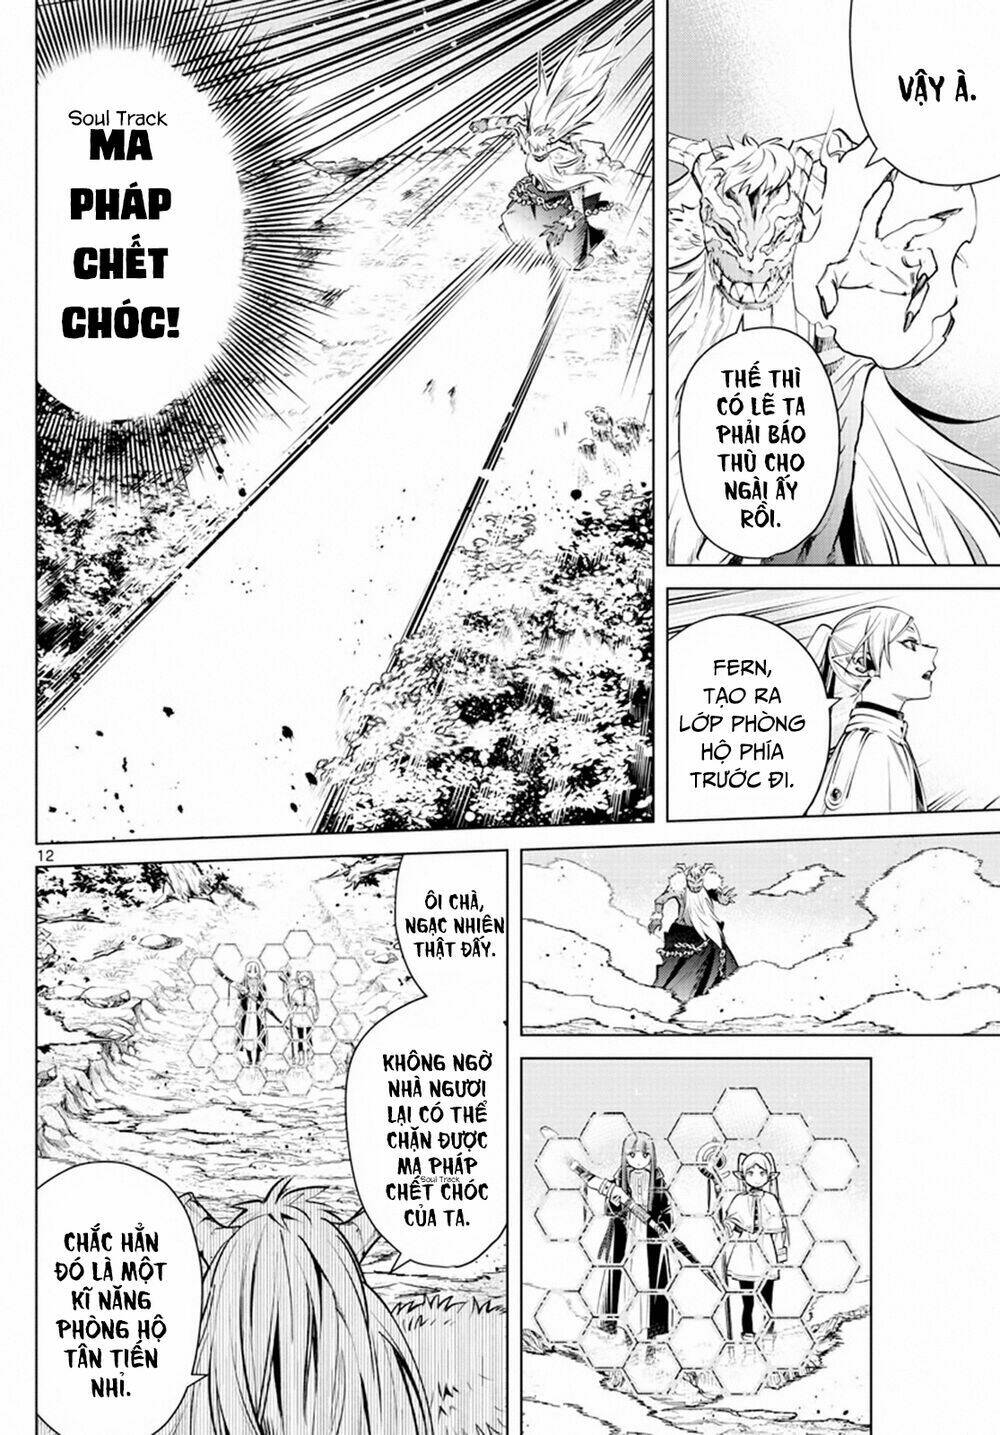 VẬY À.
THẾ THÌ
CÓ LẼ TA
PHẢI BÁO
THÙ CHO
NGÀI ẤY
RỒI.
Soul Track
MA
PHÁP
CHẾT
CHÓC!
FERN,
TẠO RA
LỚP PHÒNG
HỘ PHÍA
TRƯỚC ĐI.
12
ÔI CHÀ,
NGẠC NHIÊN
THẬT ĐẤY.
KHÔNG NGỜ
NHÀ NGƯƠI
LẠI CÓ THỂ
CHẶN ĐƯỢC
MA PHÁP
Soul Track
CHẾT CHÓC
CỦA TA.
CHẮC HẲN
ĐÓ LÀ MỘT
KĨ NĂNG
PHÒNG HỘ
TÂN TIẾN
NHỈ.